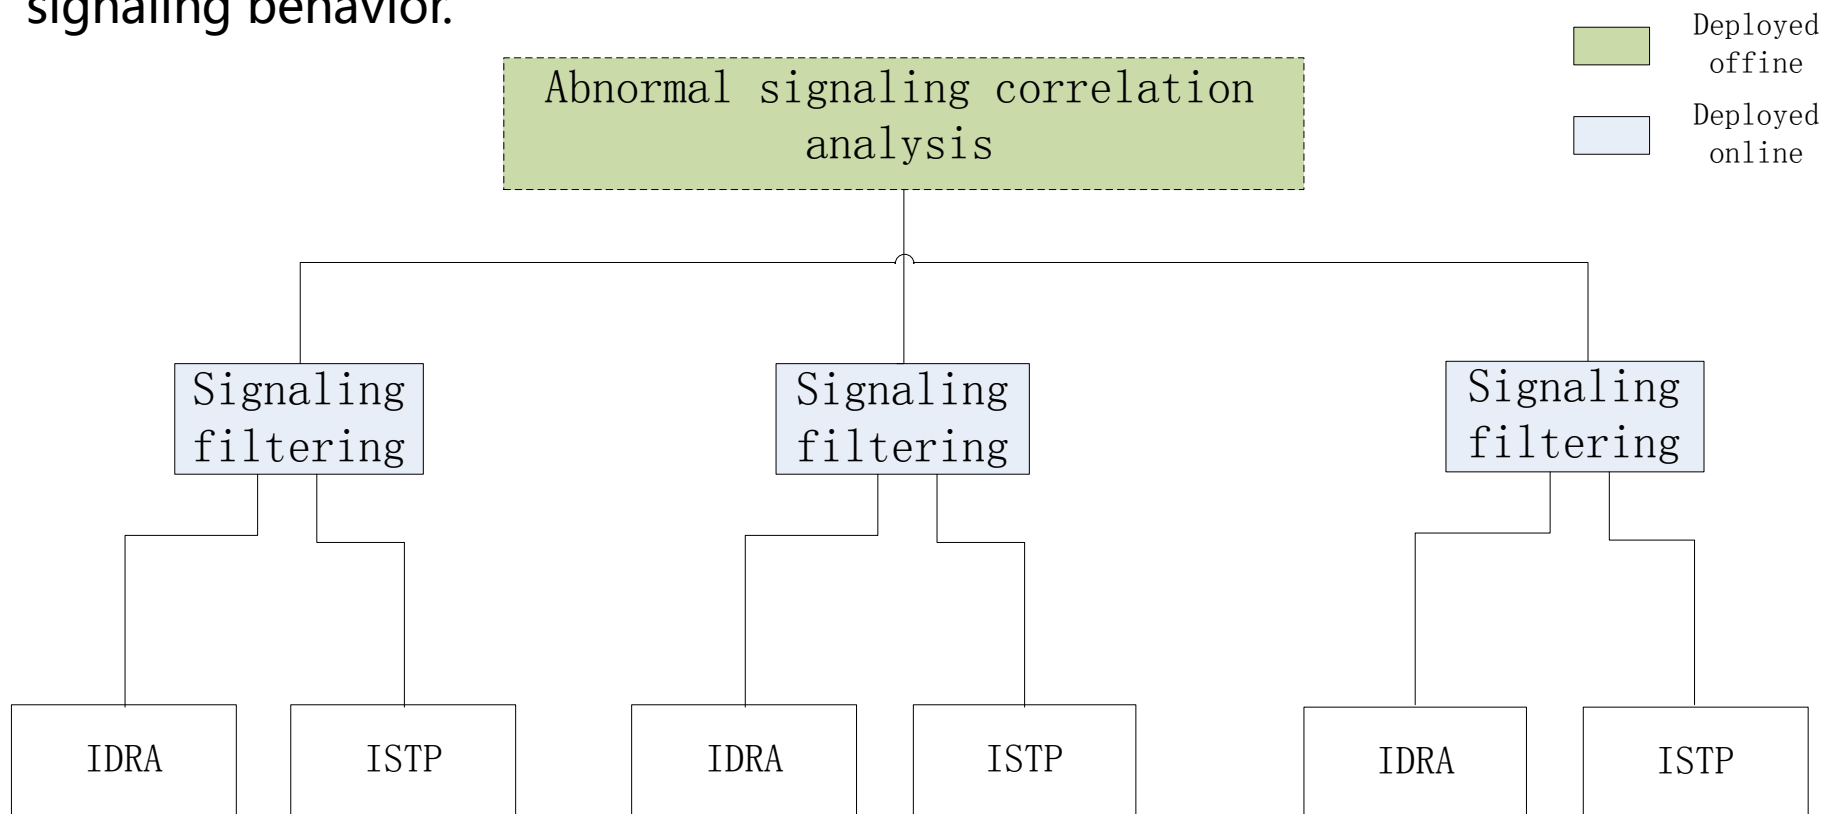 signaling behavior.
Deployed
offine
Abnormal signaling correlation
analysis
Deployed
online
Signaling
filtering
Signaling
filtering
Signaling
filtering
IDRA
ISTP
IDRA
ISTP
IDRA
ISTP